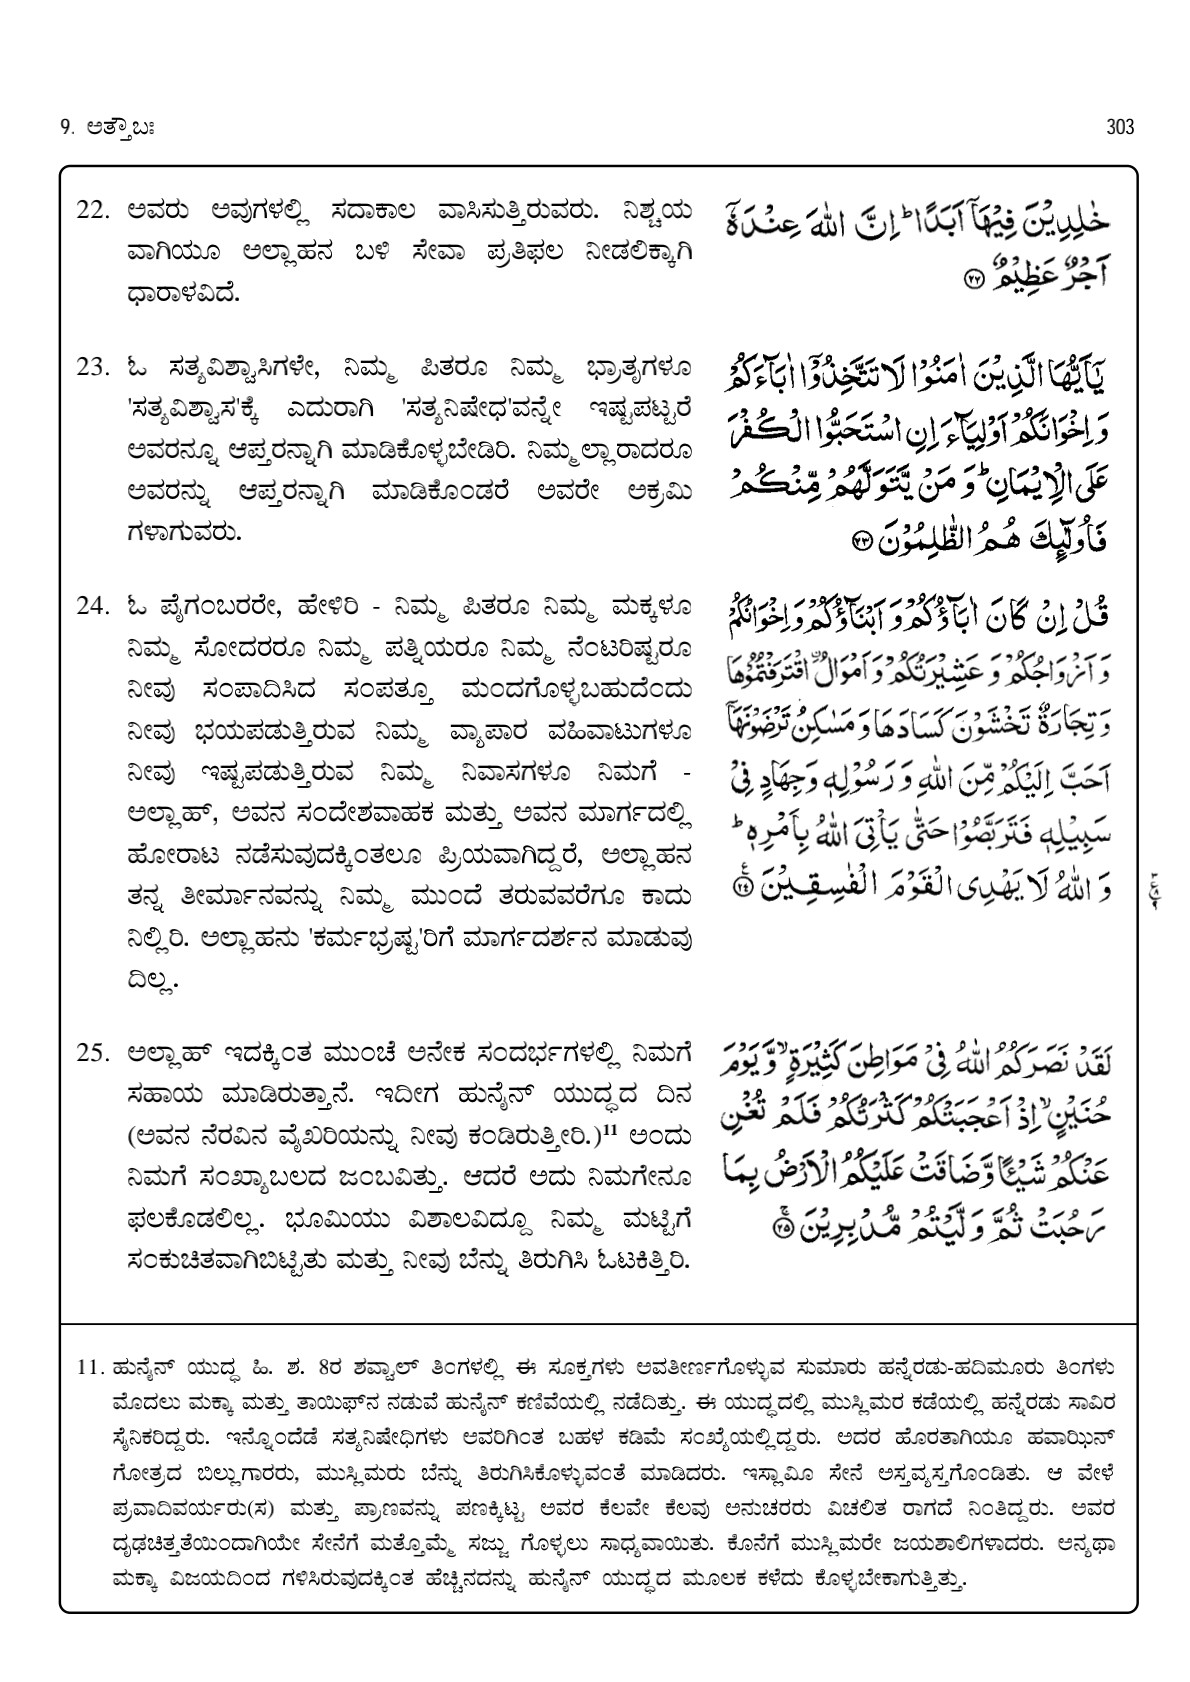 9. ಅತ್ತೌಬಃ
303
22. ಅವರು ಅವುಗಳಲ್ಲಿ ಸದಾಕಾಲ ವಾಸಿಸುತ್ತಿರುವರು. ನಿಶ್ಚಯ
ವಾಗಿಯೂ ಅಲ್ಲಾಹನ ಬಳಿ ಸೇವಾ ಪ್ರತಿಫಲ ನೀಡಲಿಕ್ಕಾಗಿ
ಧಾರಾಳವಿದೆ.
خٰلِدِيْنَ فِيْهَآ اَبَدًا ؕ اِنَّ اللّٰهَ عِنْدَهٗۤ
اَجْرٌ عَظِيْمٌ ﴿۲۲﴾
23. ಓ ಸತ್ಯವಿಶ್ವಾಸಿಗಳೇ, ನಿಮ್ಮ ಪಿತರೂ ನಿಮ್ಮ ಭ್ರಾತೃಗಳೂ
'ಸತ್ಯವಿಶ್ವಾಸ'ಕ್ಕೆ ಎದುರಾಗಿ 'ಸತ್ಯನಿಷೇಧ'ವನ್ನೇ ಇಷ್ಟಪಟ್ಟರೆ
ಅವರನ್ನೂ ಆಪ್ತರನ್ನಾಗಿ ಮಾಡಿಕೊಳ್ಳಬೇಡಿರಿ. ನಿಮ್ಮಲ್ಲಾರಾದರೂ
ಅವರನ್ನು ಆಪ್ತರನ್ನಾಗಿ ಮಾಡಿಕೊಂಡರೆ ಅವರೇ ಅಕ್ರಮಿ
ಗಳಾಗುವರು.
يٰۤاَيُّهَا الَّذِيْنَ اٰمَنُوْا لَا تَتَّخِذُوْۤا اٰبَآءَكُمْ
وَاِخْوَانَكُمْ اَوْلِيَآءَ اِنِ اسْتَحَبُّوا الْكُفْرَ
عَلَى الْاِيْمَانِ ؕ وَمَنْ يَّتَوَلَّهُمْ مِّنْكُمْ
فَاُولٰٓئِكَ هُمُ الظّٰلِمُوْنَ ﴿۲۳﴾
24. ಓ ಪೈಗಂಬರರೇ, ಹೇಳಿರಿ - ನಿಮ್ಮ ಪಿತರೂ ನಿಮ್ಮ ಮಕ್ಕಳೂ
ನಿಮ್ಮ ಸೋದರರೂ ನಿಮ್ಮ ಪತ್ನಿಯರೂ ನಿಮ್ಮ ನೆಂಟರಿಷ್ಟರೂ
ನೀವು ಸಂಪಾದಿಸಿದ ಸಂಪತ್ತೂ ಮಂದಗೊಳ್ಳಬಹುದೆಂದು
ನೀವು ಭಯಪಡುತ್ತಿರುವ ನಿಮ್ಮ ವ್ಯಾಪಾರ ವಹಿವಾಟುಗಳೂ
ನೀವು ಇಷ್ಟಪಡುತ್ತಿರುವ ನಿಮ್ಮ ನಿವಾಸಗಳೂ ನಿಮಗೆ -
ಅಲ್ಲಾಹ್, ಅವನ ಸಂದೇಶವಾಹಕ ಮತ್ತು ಅವನ ಮಾರ್ಗದಲ್ಲಿ
ಹೋರಾಟ ನಡೆಸುವುದಕ್ಕಿಂತಲೂ ಪ್ರಿಯವಾಗಿದ್ದರೆ, ಅಲ್ಲಾಹನ
ತನ್ನ ತೀರ್ಮಾನವನ್ನು ನಿಮ್ಮ ಮುಂದೆ ತರುವವರೆಗೂ ಕಾದು
ನಿಲ್ಲಿರಿ. ಅಲ್ಲಾಹನು 'ಕರ್ಮಭ್ರಷ್ಟ'ರಿಗೆ ಮಾರ್ಗದರ್ಶನ ಮಾಡುವು
ದಿಲ್ಲ.
قُلْ اِنْ كَانَ اٰبَآؤُكُمْ وَاَبْنَآؤُكُمْ وَاِخْوَانُكُمْ
وَاَزْوَاجُكُمْ وَعَشِيْرَتُكُمْ وَاَمْوَالُ اۨقْتَرَفْتُمُوْهَا
وَتِجَارَةٌ تَخْشَوْنَ كَسَادَهَا وَمَسٰكِنُ تَرْضَوْنَهَاۤ
اَحَبَّ اِلَيْكُمْ مِّنَ اللّٰهِ وَرَسُوْلِهٖ وَجِهَادٍ فِيْ
سَبِيْلِهٖ فَتَرَبَّصُوْا حَتّٰى يَاْتِيَ اللّٰهُ بِاَمْرِهٖ ؕ
وَاللّٰهُ لَا يَهْدِى الْقَوْمَ الْفٰسِقِيْنَ ﴿۲۴﴾
25. ಅಲ್ಲಾಹ್ ಇದಕ್ಕಿಂತ ಮುಂಚೆ ಅನೇಕ ಸಂದರ್ಭಗಳಲ್ಲಿ ನಿಮಗೆ
ಸಹಾಯ ಮಾಡಿರುತ್ತಾನೆ. ಇದೀಗ ಹುನೈನ್ ಯುದ್ಧದ ದಿನ
(ಅವನ ನೆರವಿನ ವೈಖರಿಯನ್ನು ನೀವು ಕಂಡಿರುತ್ತೀರಿ.)¹¹ ಅಂದು
ನಿಮಗೆ ಸಂಖ್ಯಾಬಲದ ಜಂಬವಿತ್ತು. ಆದರೆ ಅದು ನಿಮಗೇನೂ
ಫಲಕೊಡಲಿಲ್ಲ. ಭೂಮಿಯು ವಿಶಾಲವಿದ್ದೂ ನಿಮ್ಮ ಮಟ್ಟಿಗೆ
ಸಂಕುಚಿತವಾಗಿಬಿಟ್ಟಿತು ಮತ್ತು ನೀವು ಬೆನ್ನು ತಿರುಗಿಸಿ ಓಟಕಿತ್ತಿರಿ.
لَقَدْ نَصَرَكُمُ اللّٰهُ فِيْ مَوَاطِنَ كَثِيْرَةٍ ۙ وَّيَوْمَ
حُنَيْنٍ ۙ اِذْ اَعْجَبَتْكُمْ كَثْرَتُكُمْ فَلَمْ تُغْنِ
عَنْكُمْ شَيْـًٔا وَّضَاقَتْ عَلَيْكُمُ الْاَرْضُ بِمَا
رَحُبَتْ ثُمَّ وَلَّيْتُمْ مُّدْبِرِيْنَ ﴿۲۵﴾
11. ಹುನೈನ್ ಯುದ್ಧ ಹಿ. ಶ. 8ರ ಶವ್ವಾಲ್ ತಿಂಗಳಲ್ಲಿ ಈ ಸೂಕ್ತಗಳು ಅವತೀರ್ಣಗೊಳ್ಳುವ ಸುಮಾರು ಹನ್ನೆರಡು-ಹದಿಮೂರು ತಿಂಗಳು
ಮೊದಲು ಮಕ್ಕಾ ಮತ್ತು ತಾಯಿಫ್‌ನ ನಡುವೆ ಹುನೈನ್ ಕಣಿವೆಯಲ್ಲಿ ನಡೆದಿತ್ತು. ಈ ಯುದ್ಧದಲ್ಲಿ ಮುಸ್ಲಿಮರ ಕಡೆಯಲ್ಲಿ ಹನ್ನೆರಡು ಸಾವಿರ
ಸೈನಿಕರಿದ್ದರು. ಇನ್ನೊಂದೆಡೆ ಸತ್ಯನಿಷೇಧಿಗಳು ಅವರಿಗಿಂತ ಬಹಳ ಕಡಿಮೆ ಸಂಖ್ಯೆಯಲ್ಲಿದ್ದರು. ಅದರ ಹೊರತಾಗಿಯೂ ಹವಾಝಿನ್
ಗೋತ್ರದ ಬಿಲ್ಲುಗಾರರು, ಮುಸ್ಲಿಮರು ಬೆನ್ನು ತಿರುಗಿಸಿಕೊಳ್ಳುವಂತೆ ಮಾಡಿದರು. ಇಸ್ಲಾಮೀ ಸೇನೆ ಅಸ್ತವ್ಯಸ್ತಗೊಂಡಿತು. ಆ ವೇಳೆ
ಪ್ರವಾದಿವರ್ಯರು(ಸ) ಮತ್ತು ಪ್ರಾಣವನ್ನು ಪಣಕ್ಕಿಟ್ಟ ಅವರ ಕೆಲವೇ ಕೆಲವು ಅನುಚರರು ವಿಚಲಿತ ರಾಗದೆ ನಿಂತಿದ್ದರು. ಅವರ
ದೃಢಚಿತ್ತತೆಯಿಂದಾಗಿಯೇ ಸೇನೆಗೆ ಮತ್ತೊಮ್ಮೆ ಸಜ್ಜು ಗೊಳ್ಳಲು ಸಾಧ್ಯವಾಯಿತು. ಕೊನೆಗೆ ಮುಸ್ಲಿಮರೇ ಜಯಶಾಲಿಗಳಾದರು. ಅನ್ಯಥಾ
ಮಕ್ಕಾ ವಿಜಯದಿಂದ ಗಳಿಸಿರುವುದಕ್ಕಿಂತ ಹೆಚ್ಚಿನದನ್ನು ಹುನೈನ್ ಯುದ್ಧದ ಮೂಲಕ ಕಳೆದು ಕೊಳ್ಳಬೇಕಾಗುತ್ತಿತ್ತು.